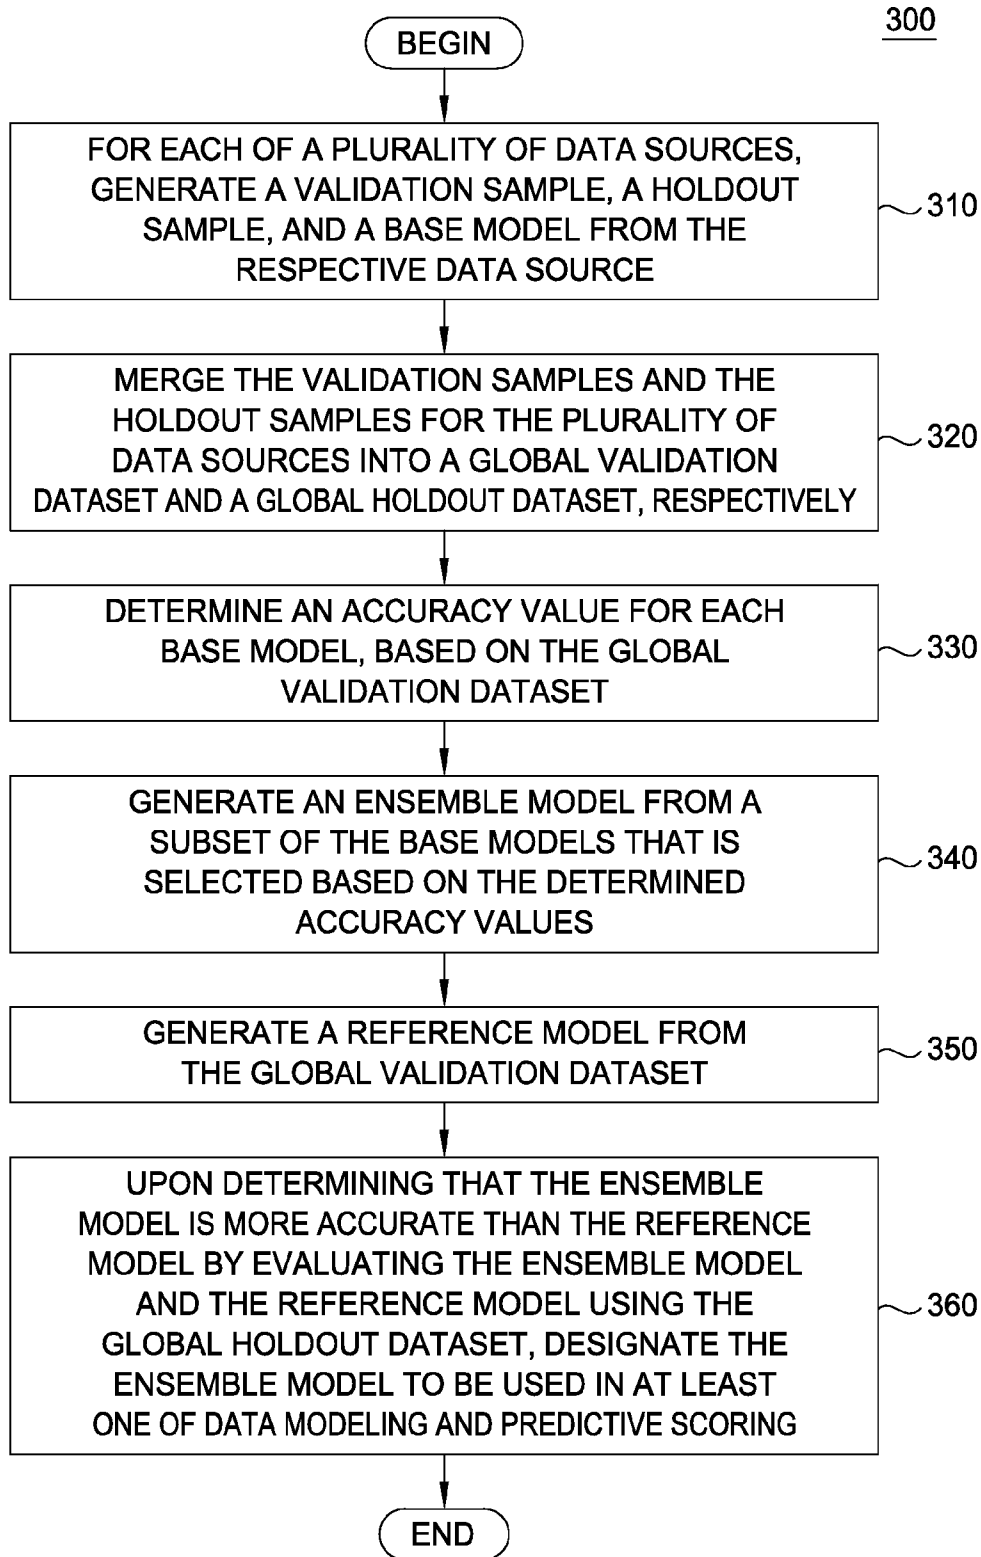 300
BEGIN
FOR EACH OF A PLURALITY OF DATA SOURCES,
GENERATE A VALIDATION SAMPLE, A HOLDOUT
SAMPLE, AND A BASE MODEL FROM THE
RESPECTIVE DATA SOURCE
310
MERGE THE VALIDATION SAMPLES AND THE
HOLDOUT SAMPLES FOR THE PLURALITY OF
DATA SOURCES INTO A GLOBAL VALIDATION
DATASET AND A GLOBAL HOLDOUT DATASET, RESPECTIVELY
320
DETERMINE AN ACCURACY VALUE FOR EACH
BASE MODEL, BASED ON THE GLOBAL
VALIDATION DATASET
330
GENERATE AN ENSEMBLE MODEL FROM A
SUBSET OF THE BASE MODELS THAT IS
SELECTED BASED ON THE DETERMINED
ACCURACY VALUES
340
GENERATE A REFERENCE MODEL FROM
THE GLOBAL VALIDATION DATASET
350
UPON DETERMINING THAT THE ENSEMBLE
MODEL IS MORE ACCURATE THAN THE REFERENCE
MODEL BY EVALUATING THE ENSEMBLE MODEL
AND THE REFERENCE MODEL USING THE
GLOBAL HOLDOUT DATASET, DESIGNATE THE
ENSEMBLE MODEL TO BE USED IN AT LEAST
ONE OF DATA MODELING AND PREDICTIVE SCORING
360
END